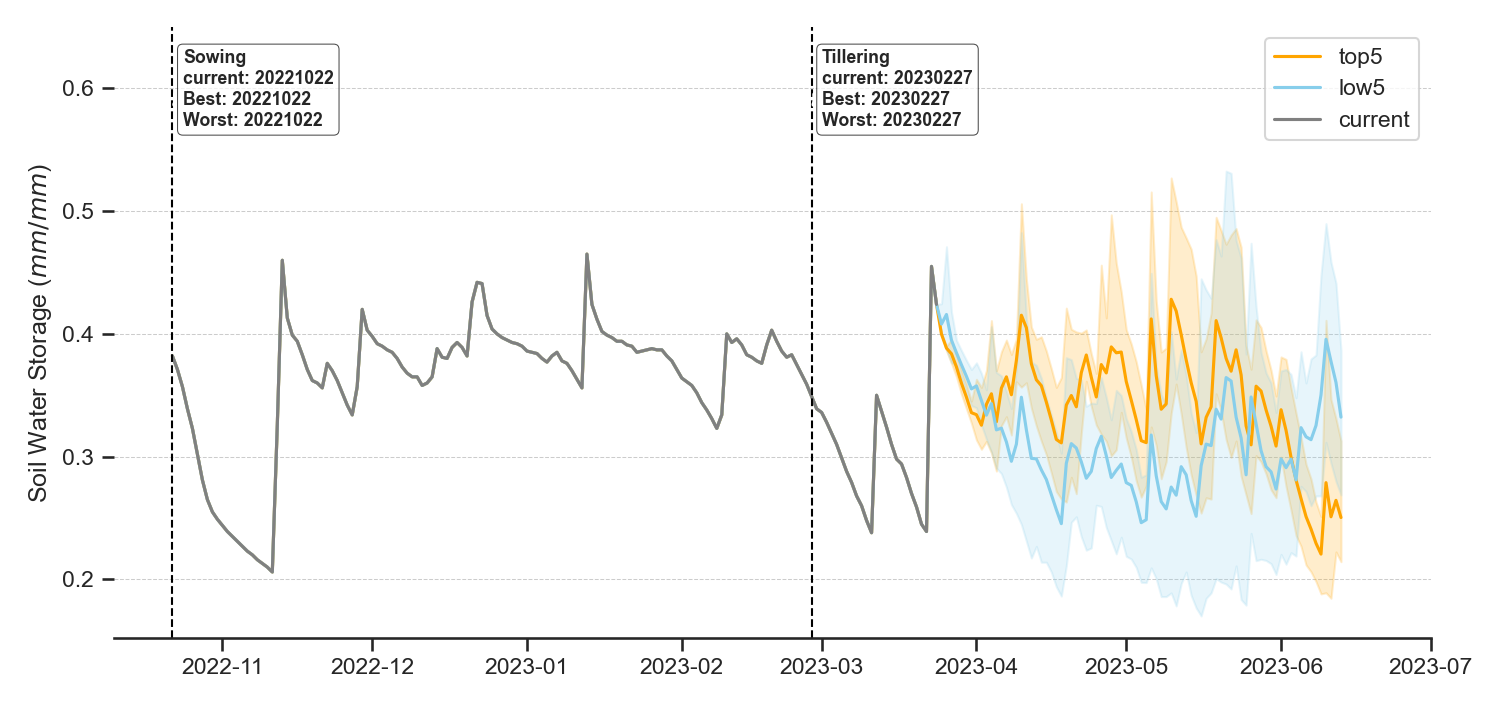 Sowing
current: 20221022
Best: 20221022
Worst: 20221022
Tillering
current: 20230227
Best: 20230227
Worst: 20230227
top5
low5
current
Soil Water Storage (mm/mm)
0.6
0.5
0.4
0.3
0.2
2022-11
2022-12
2023-01
2023-02
2023-03
2023-04
2023-05
2023-06
2023-07